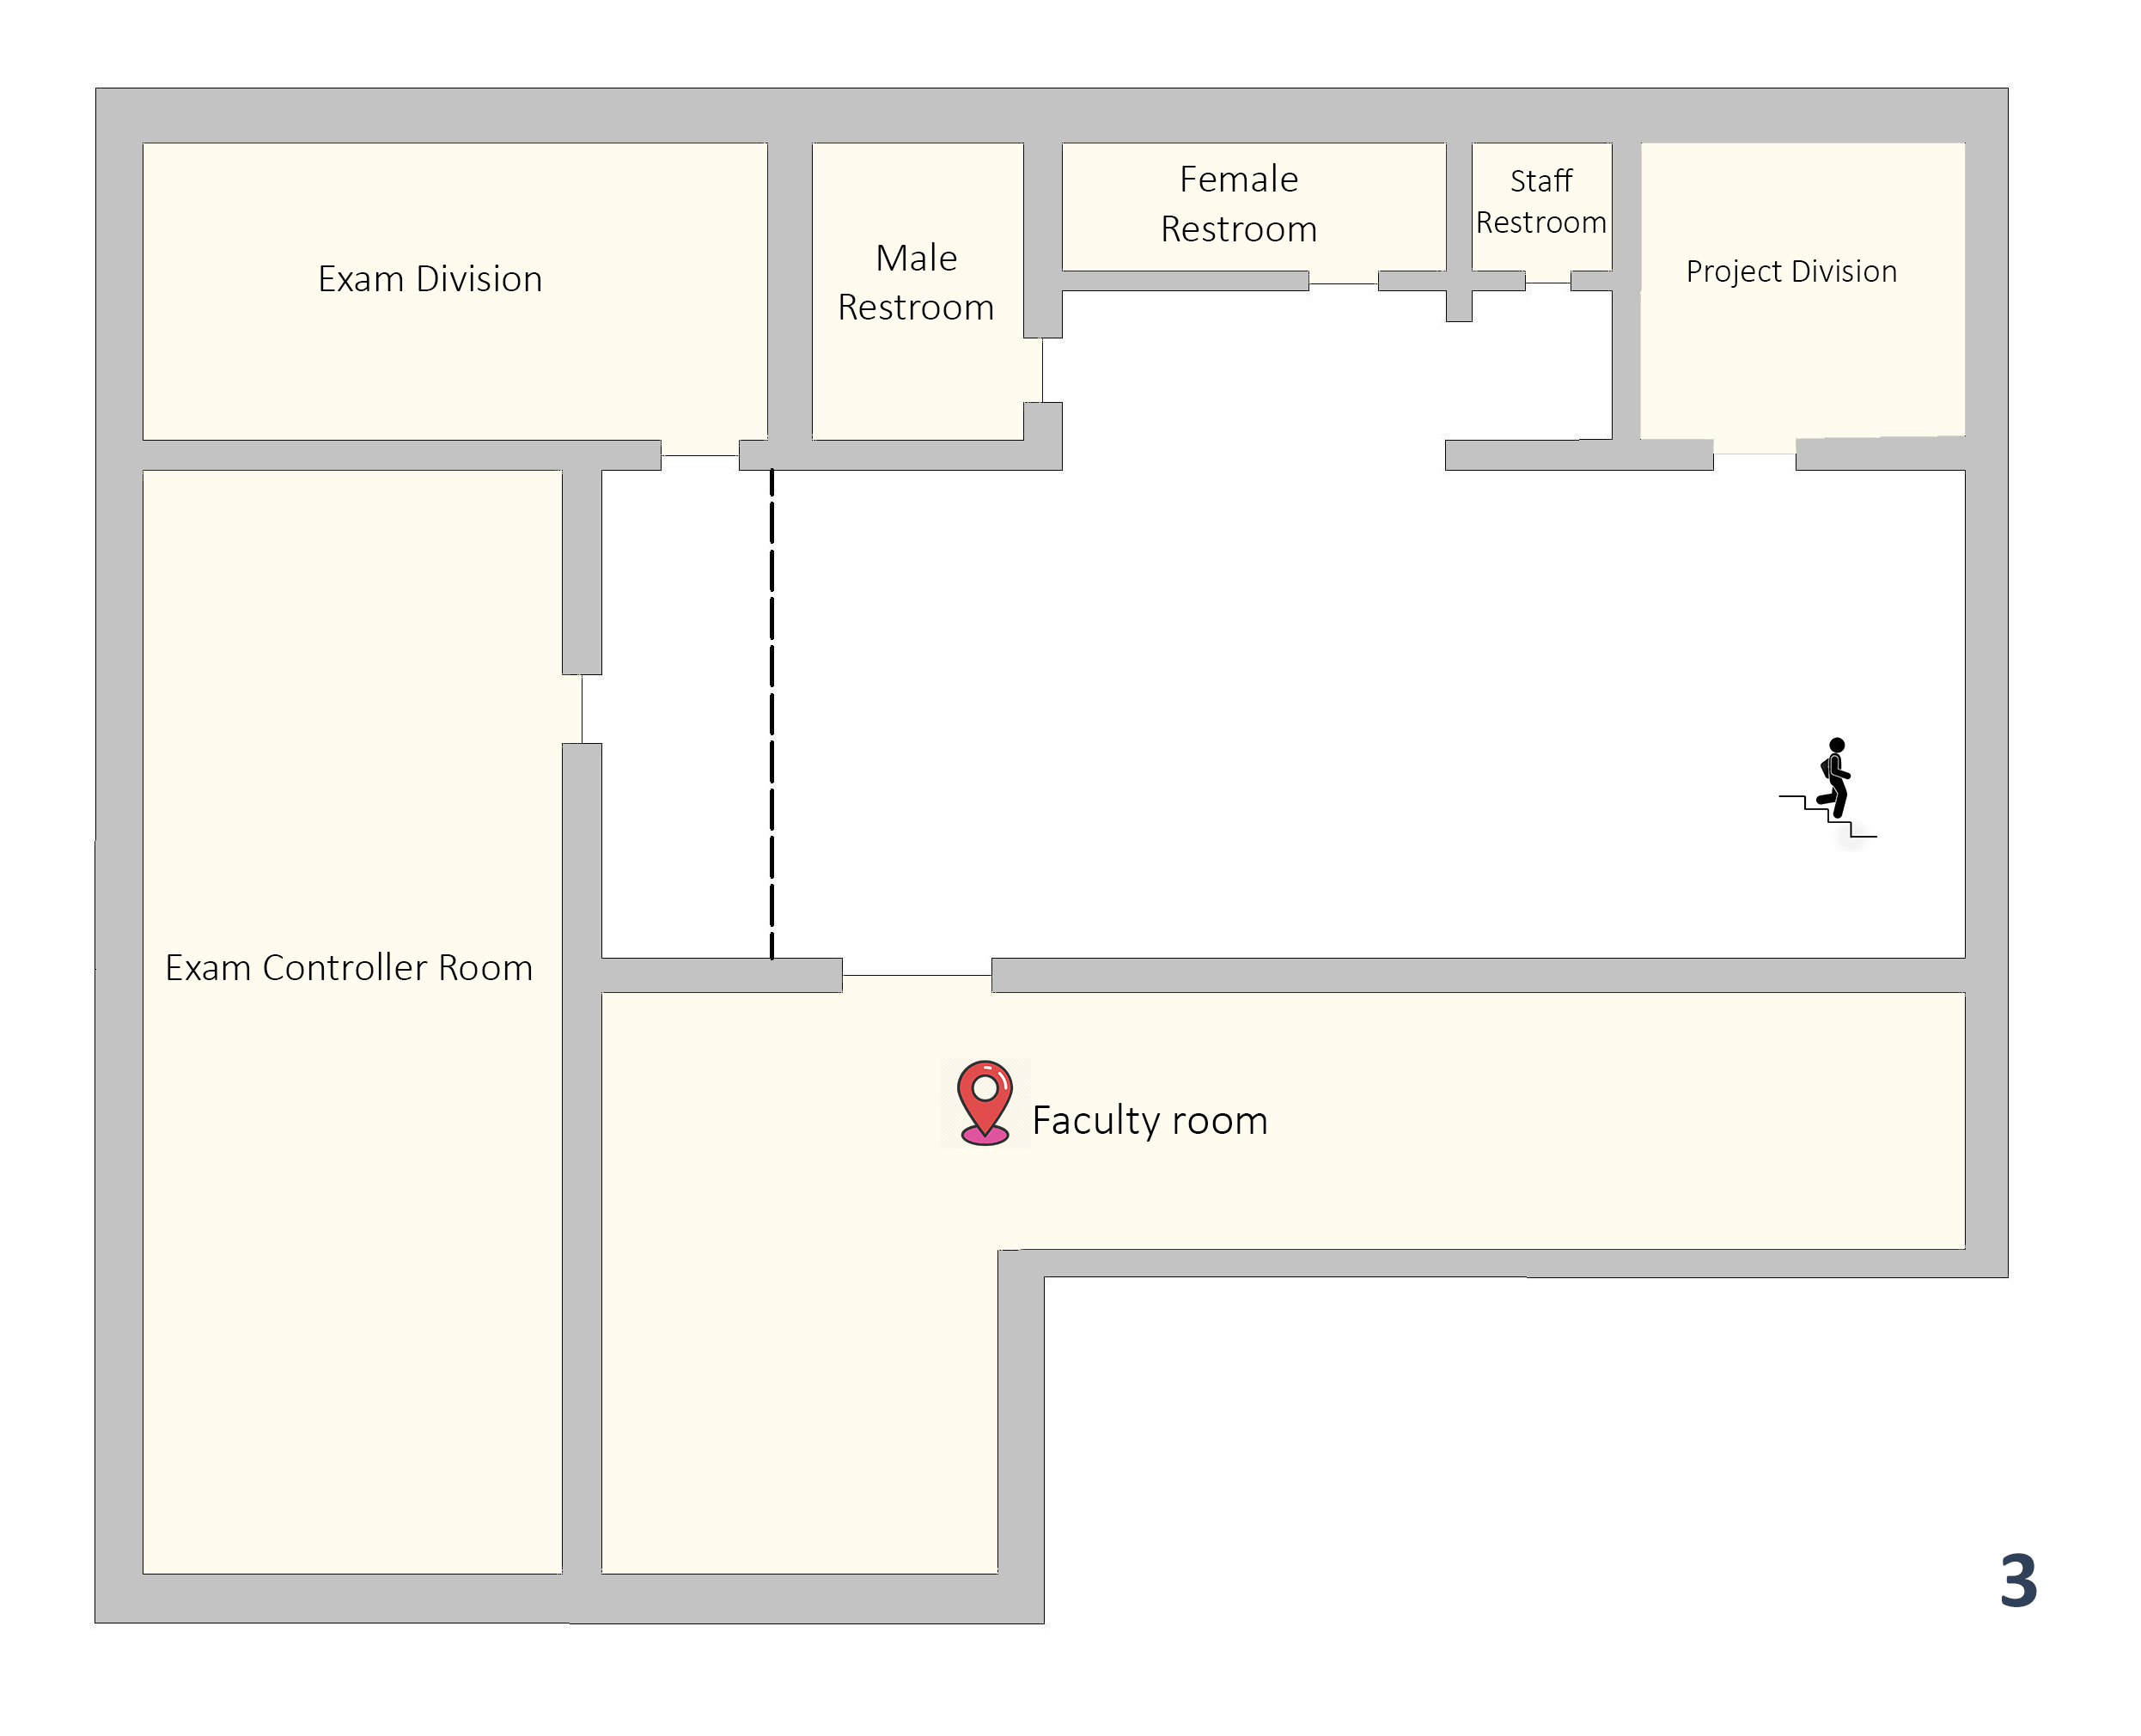 Exam Division
Male
Restroom
Female
Restroom
Staff
Restroom
Project Division
Exam Controller Room
Faculty room
3